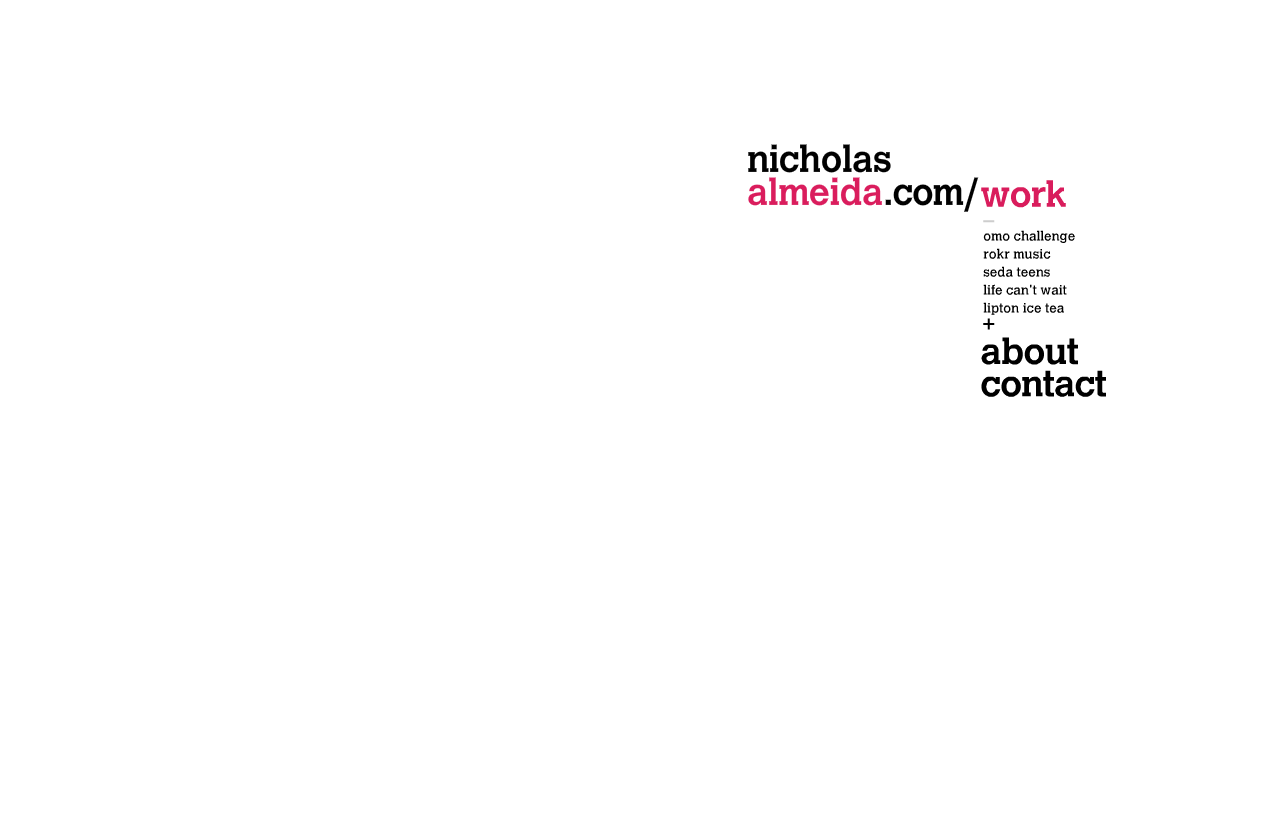 nicholas
almeida.com/work
–
omo challenge
rokr music
seda teens
life can't wait
lipton ice tea
+
about
contact